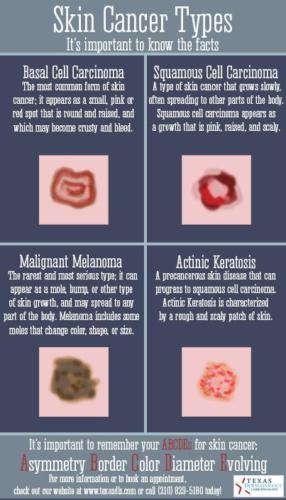 Skin Cancer Types
It's important to know the facts
Basal Cell Carcinoma
The most common form of skin
cancer; it appears as a small, pink or
red spot that is round and raised, and
which may become crusty and bleed.
Squamous Cell Carcinoma
A type of skin cancer that grows slowly,
often spreading to other parts of the body.
Squamous cell carcinoma appears as
a growth that is pink, raised, and scaly.
Malignant Melanoma
The rarest and most serious type; it can
appear as a mole, bump, or other type
of skin growth, and may spread to any
part of the body. Melanoma includes some
moles that change color, shape, or size.
Actinic Keratosis
A precancerous skin disease that can
progress to squamous cell carcinoma.
Actinic Keratosis is characterized
by a rough and scaly patch of skin.
It's important to remember your ABCDEs for skin cancer:
Asymmetry Border Color Diameter Evolving
For more information or to book an appointment,
check out our website at www.texasdls.com or call (210) 829-5180 today!
TEXAS
DERMATOLOGY